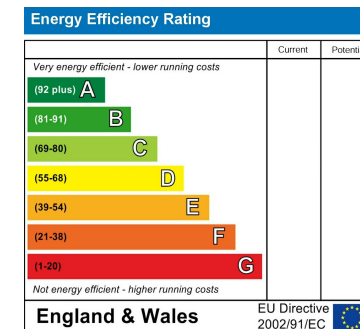 Energy Efficiency Rating
Current Potenti
Very energy efficient - lower running costs
(92 plus) A
(81-91) B
(69-80) C
(55-68) D
(39-54) E
(21-38) F
(1-20) G
Not energy efficient - higher running costs
England & Wales
EU Directive
2002/91/EC